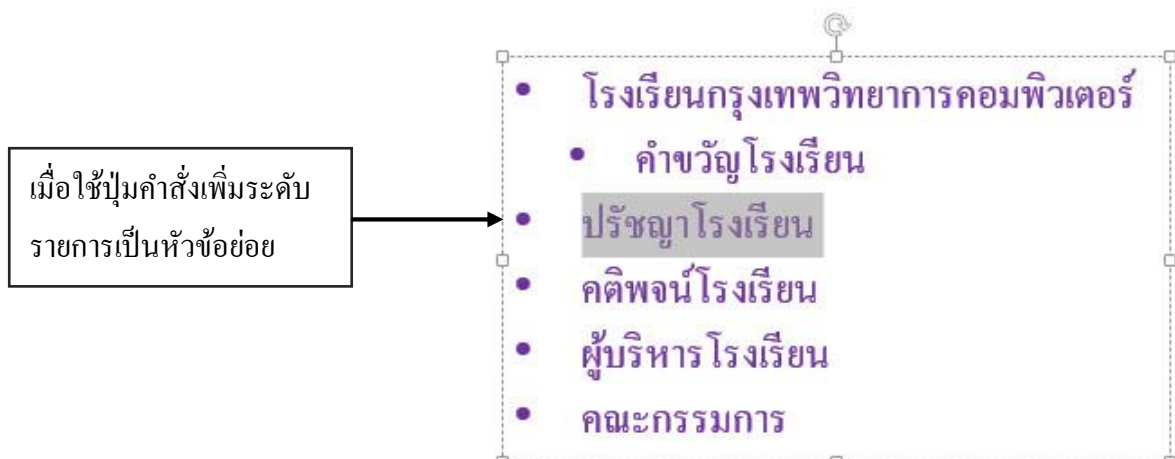 โรงเรียนกรุงเทพวิทยาการคอมพิวเตอร์
คำขวัญโรงเรียน
เมื่อใช้ปุ่มคำสั่งเพิ่มระดับ
รายการเป็นหัวข้อย่อย
ปรัชญาโรงเรียน
คติพจน์โรงเรียน
ผู้บริหารโรงเรียน
คณะกรรมการ